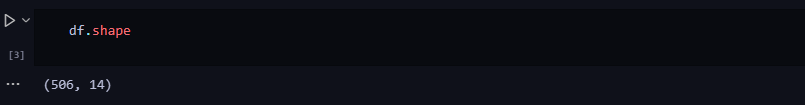 df.shape
[3]
... (506, 14)